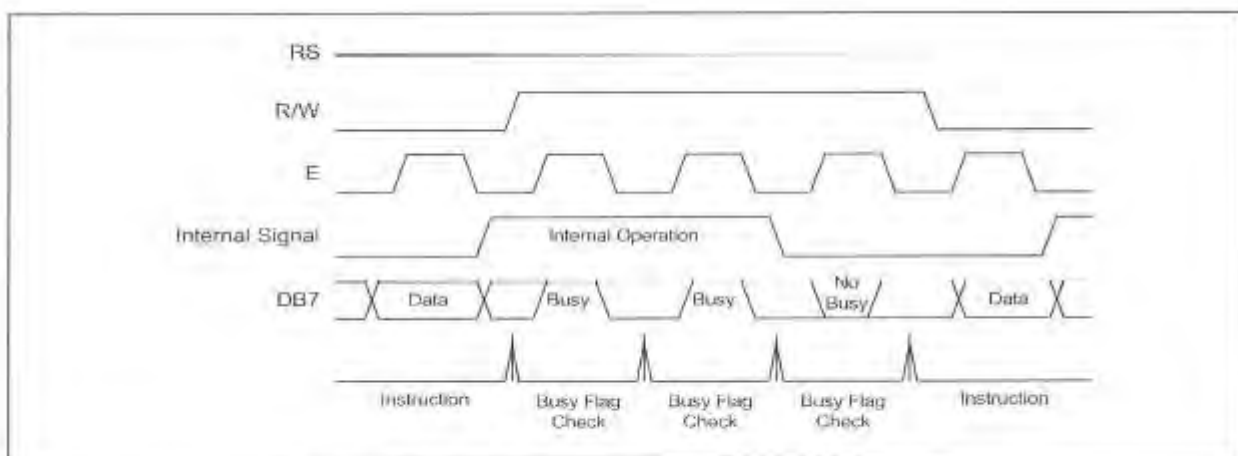 RS
R/W
E
Internal Signal
Internal Operation
DB7
Data
Busy
Busy
No
Busy
Data
Instruction
Busy Flag
Check
Busy Flag
Check
Busy Flag
Check
Instruction